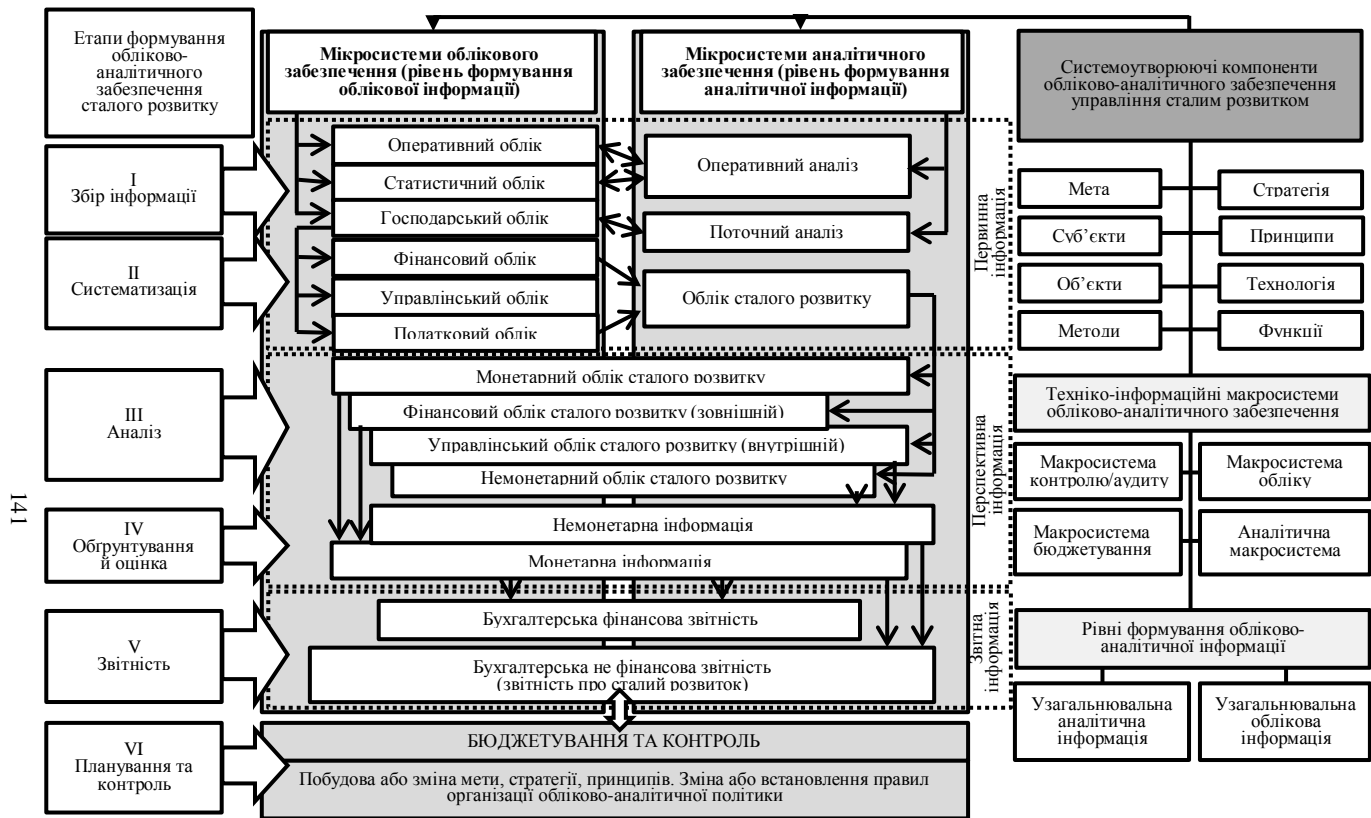 Етапи формування
обліково-
аналітичного
забезпечення
сталого розвитку
І
Збір інформації
ІІ
Систематизація
ІІІ
Аналіз
IV
Обґрунтування
й оцінка
V
Звітність
VI
Планування та
контроль
141
Мікросистеми облікового
забезпечення (рівень формування
облікової інформації)
Мікросистеми аналітичного
забезпечення (рівень формування
аналітичної інформації)
Оперативний облік
Статистичний облік
Господарський облік
Фінансовий облік
Управлінський облік
Податковий облік
Оперативний аналіз
Поточний аналіз
Облік сталого розвитку
Первинна
інформація
Монетарний облік сталого розвитку
Фінансовий облік сталого розвитку (зовнішній)
Управлінський облік сталого розвитку (внутрішній)
Немонетарний облік сталого розвитку
Немонетарна інформація
Монетарна інформація
Перспективна
інформація
Бухгалтерська фінансова звітність
Бухгалтерська не фінансова звітність
(звітність про сталий розвиток)
Звітна
інформація
БЮДЖЕТУВАННЯ ТА КОНТРОЛЬ
Побудова або зміна мети, стратегії, принципів. Зміна або встановлення правил
організації обліково-аналітичної політики
Системоутворюючі компоненти
обліково-аналітичного забезпечення
управління сталим розвитком
Мета
Стратегія
Суб’єкти
Принципи
Об’єкти
Технологія
Методи
Функції
Техніко-інформаційні макросистеми
обліково-аналітичного забезпечення
Макросистема
контролю/аудиту
Макросистема
обліку
Макросистема
бюджетування
Аналітична
макросистема
Рівні формування обліково-
аналітичної інформації
Узагальнювальна
аналітична
інформація
Узагальнювальна
облікова
інформація